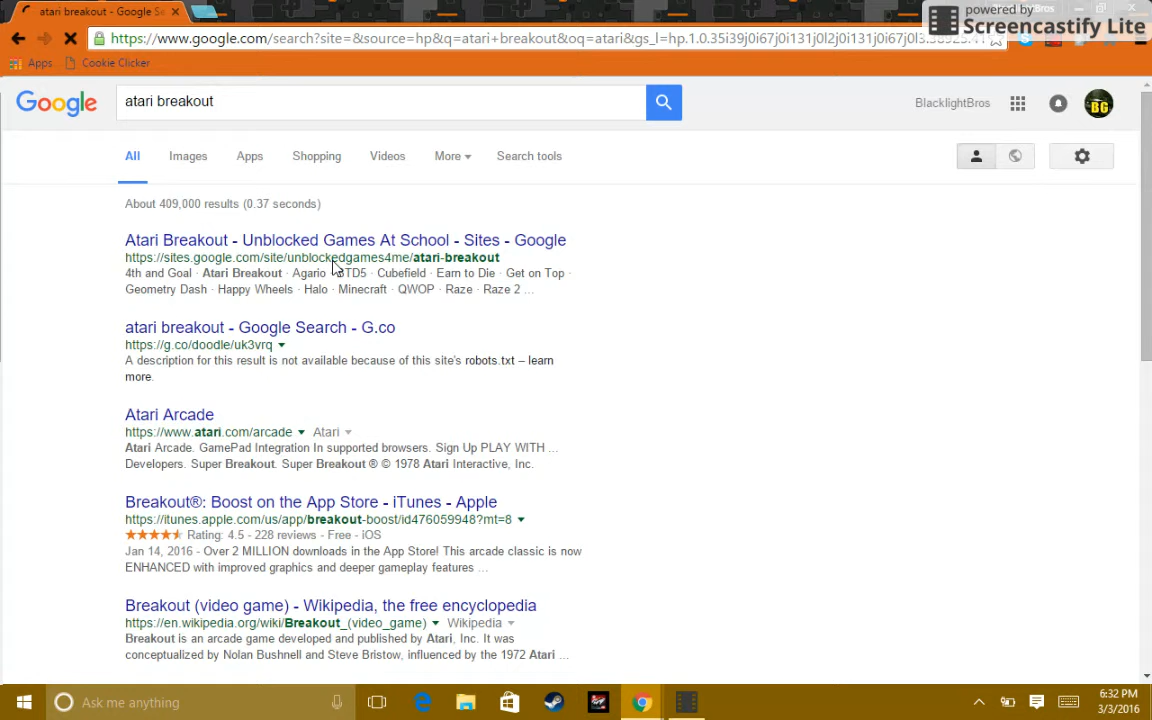 atari breakout - Google Se
powered by
Screencastify Lite
https://www.google.com/search?site=&source=hp&q=atari+breakout&oq=atari&gs_l=hp.1.0.35i39j0i67j0i131j0l2j0i131j0i67j0l3.
Apps Cookie Clicker
Google atari breakout BlacklightBros BG
All Images Apps Shopping Videos More Search tools
About 409,000 results (0.37 seconds)
Atari Breakout - Unblocked Games At School - Sites - Google
https://sites.google.com/site/unblockedgames4me/atari-breakout
4th and Goal · Atari Breakout · Agario · BTD5 · Cubefield · Earn to Die · Get on Top ·
Geometry Dash · Happy Wheels · Halo · Minecraft · QWOP · Raze · Raze 2 ...
atari breakout - Google Search - G.co
https://g.co/doodle/uk3vrq
A description for this result is not available because of this site's robots.txt – learn
more.
Atari Arcade
https://www.atari.com/arcade Atari
Atari Arcade. GamePad Integration In supported browsers. Sign Up PLAY WITH ...
Developers. Super Breakout. Super Breakout ® © 1978 Atari Interactive, Inc.
Breakout®: Boost on the App Store - iTunes - Apple
https://itunes.apple.com/us/app/breakout-boost/id476059948?mt=8
Rating: 4.5 - 228 reviews - Free - iOS
Jan 14, 2016 - Over 2 MILLION downloads in the App Store! This arcade classic is now
ENHANCED with improved graphics and deeper gameplay features ...
Breakout (video game) - Wikipedia, the free encyclopedia
https://en.wikipedia.org/wiki/Breakout_(video_game) Wikipedia
Breakout is an arcade game developed and published by Atari, Inc. It was
conceptualized by Nolan Bushnell and Steve Bristow, influenced by the 1972 Atari ...
Ask me anything
6:32 PM
3/3/2016